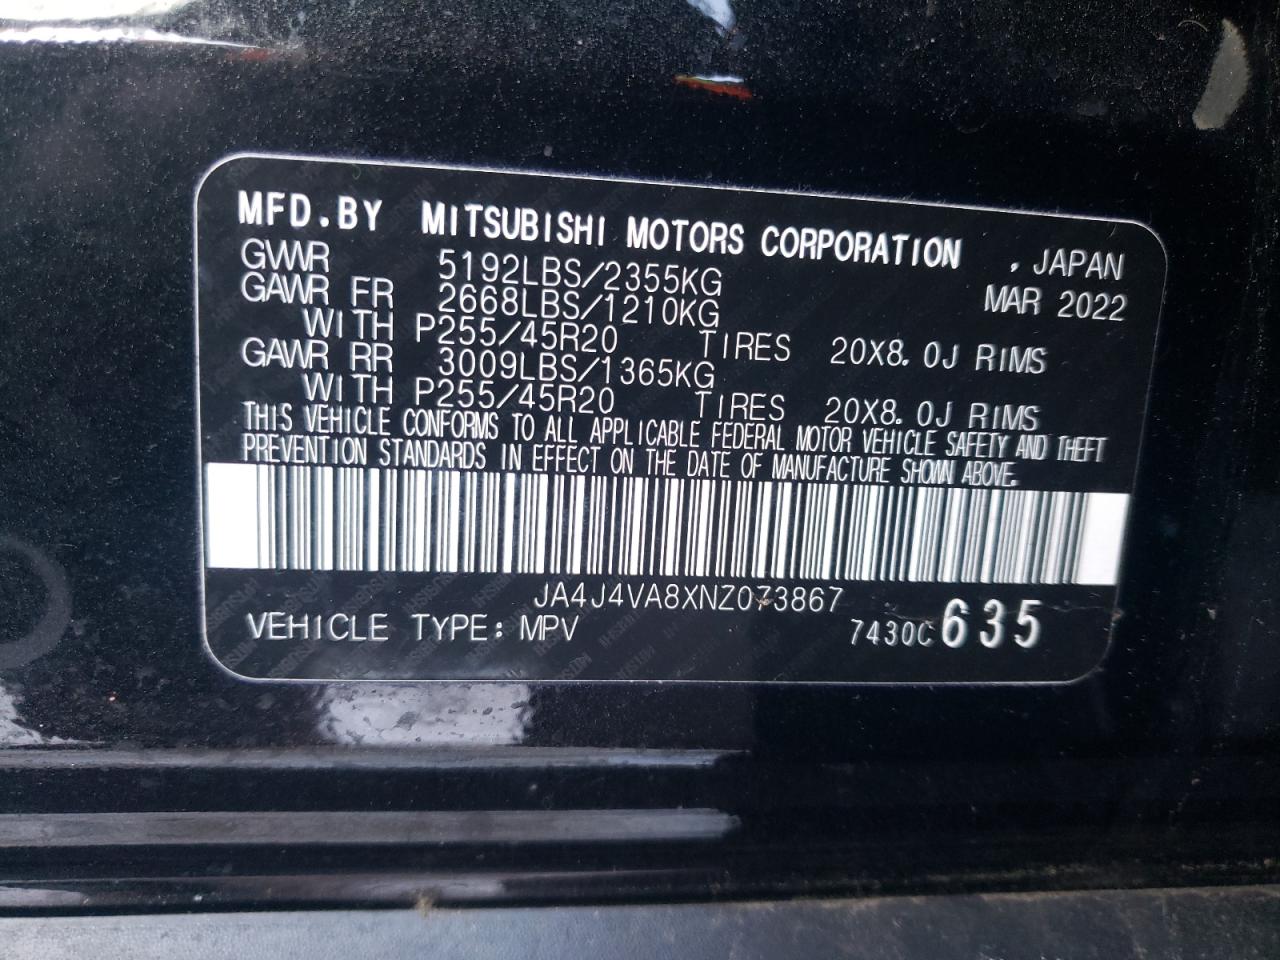 MFD.BY MITSUBISHI MOTORS CORPORATION , JAPAN
GVWR 5192LBS/2355KG MAR 2022
GAWR FR 2668LBS/1210KG
WITH P255/45R20 TIRES 20X8.0J RIMS
GAWR RR 3009LBS/1365KG
WITH P255/45R20 TIRES 20X8.0J RIMS
THIS VEHICLE CONFORMS TO ALL APPLICABLE FEDERAL MOTOR VEHICLE SAFETY AND THEFT
PREVENTION STANDARDS IN EFFECT ON THE DATE OF MANUFACTURE SHOWN ABOVE.
JA4J4VA8XNZ073867
VEHICLE TYPE: MPV 7430C 635